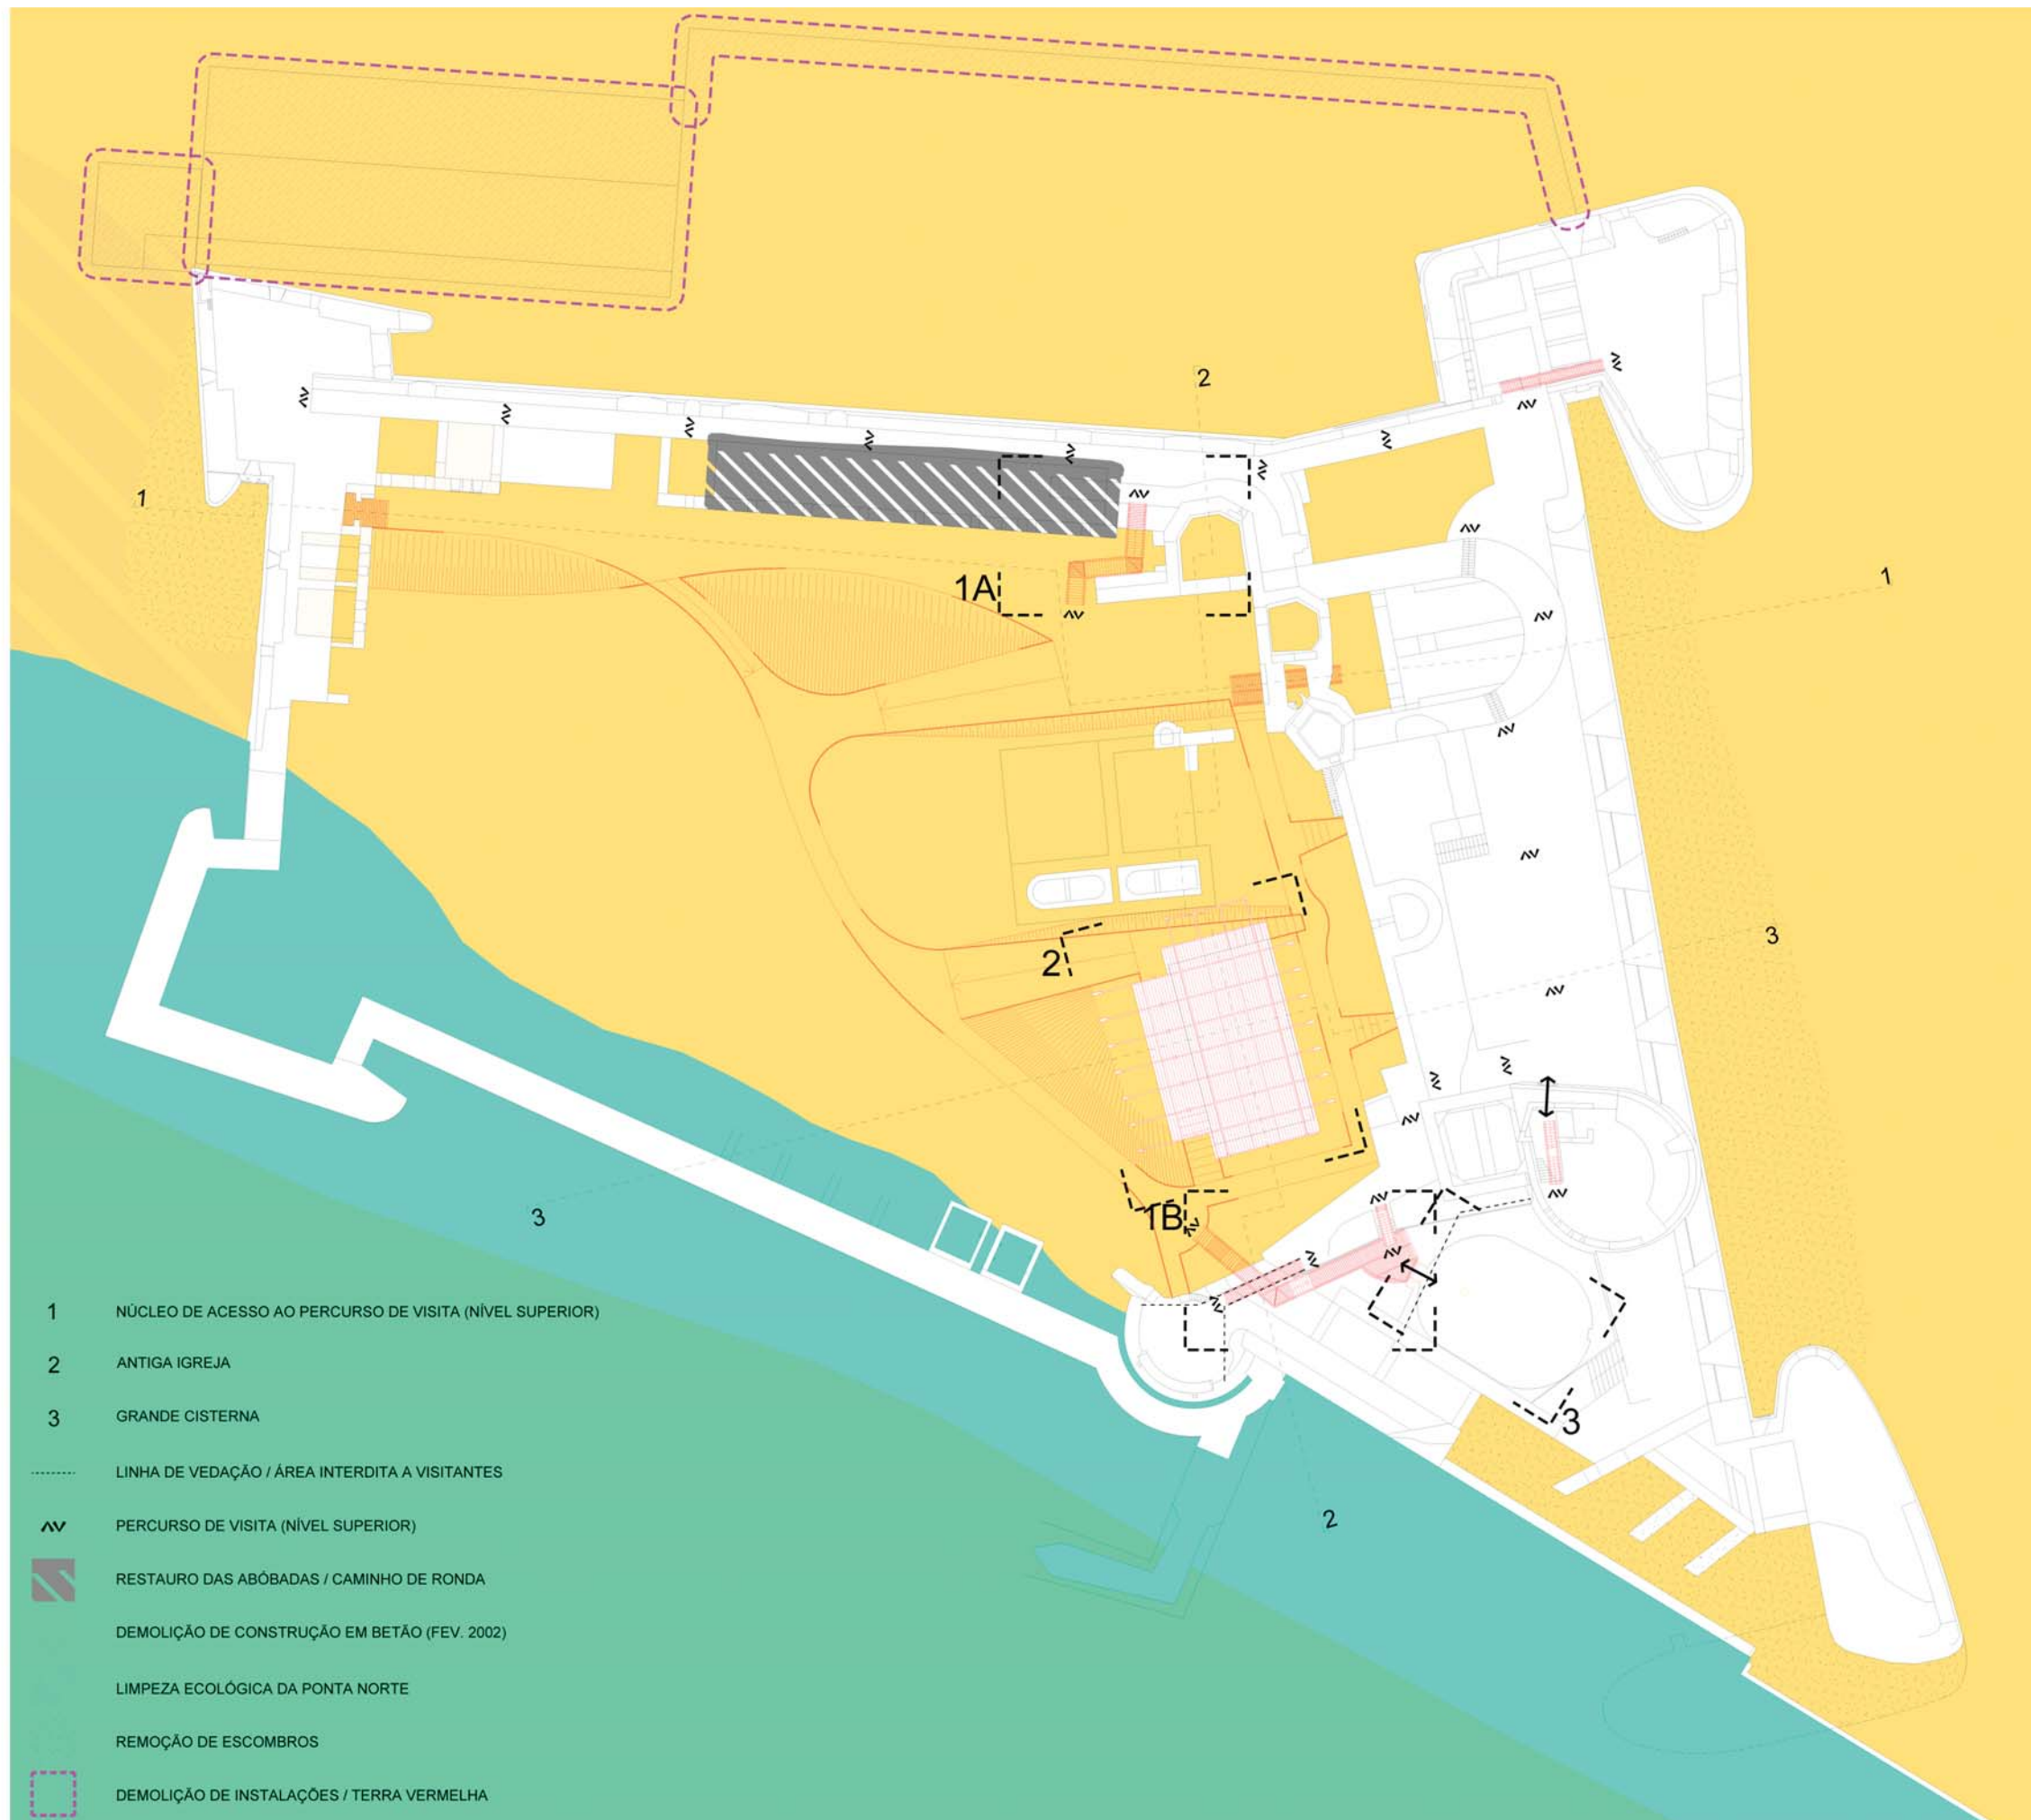 2
1
1A
1
3
2
1B
3
3
2
1 NÚCLEO DE ACESSO AO PERCURSO DE VISITA (NÍVEL SUPERIOR)
2 ANTIGA IGREJA
3 GRANDE CISTERNA
LINHA DE VEDAÇÃO / ÁREA INTERDITA A VISITANTES
PERCURSO DE VISITA (NÍVEL SUPERIOR)
RESTAURO DAS ABÓBADAS / CAMINHO DE RONDA
DEMOLIÇÃO DE CONSTRUÇÃO EM BETÃO (FEV. 2002)
LIMPEZA ECOLÓGICA DA PONTA NORTE
REMOÇÃO DE ESCOMBROS
DEMOLIÇÃO DE INSTALAÇÕES / TERRA VERMELHA